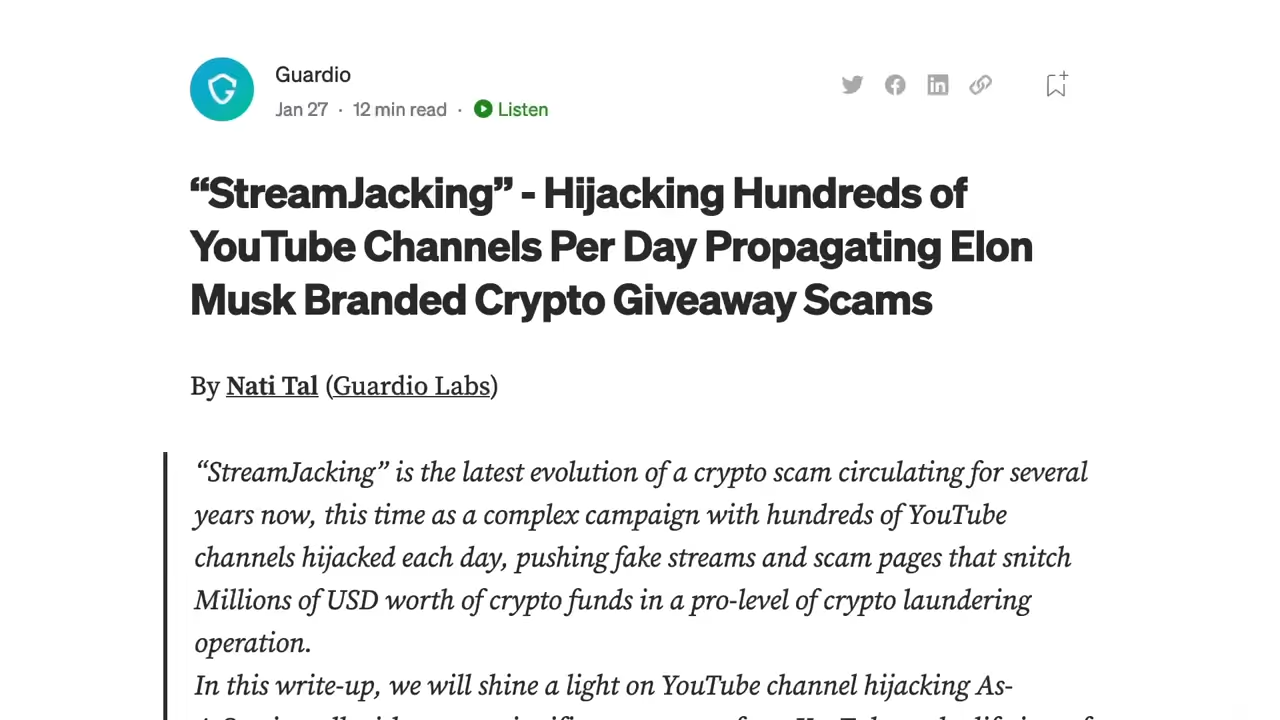 Guardio
Jan 27 · 12 min read · Listen
“StreamJacking” - Hijacking Hundreds of
YouTube Channels Per Day Propagating Elon
Musk Branded Crypto Giveaway Scams
By Nati Tal (Guardio Labs)
“StreamJacking” is the latest evolution of a crypto scam circulating for several
years now, this time as a complex campaign with hundreds of YouTube
channels hijacked each day, pushing fake streams and scam pages that snitch
Millions of USD worth of crypto funds in a pro-level of crypto laundering
operation.
In this write-up, we will shine a light on YouTube channel hijacking As-